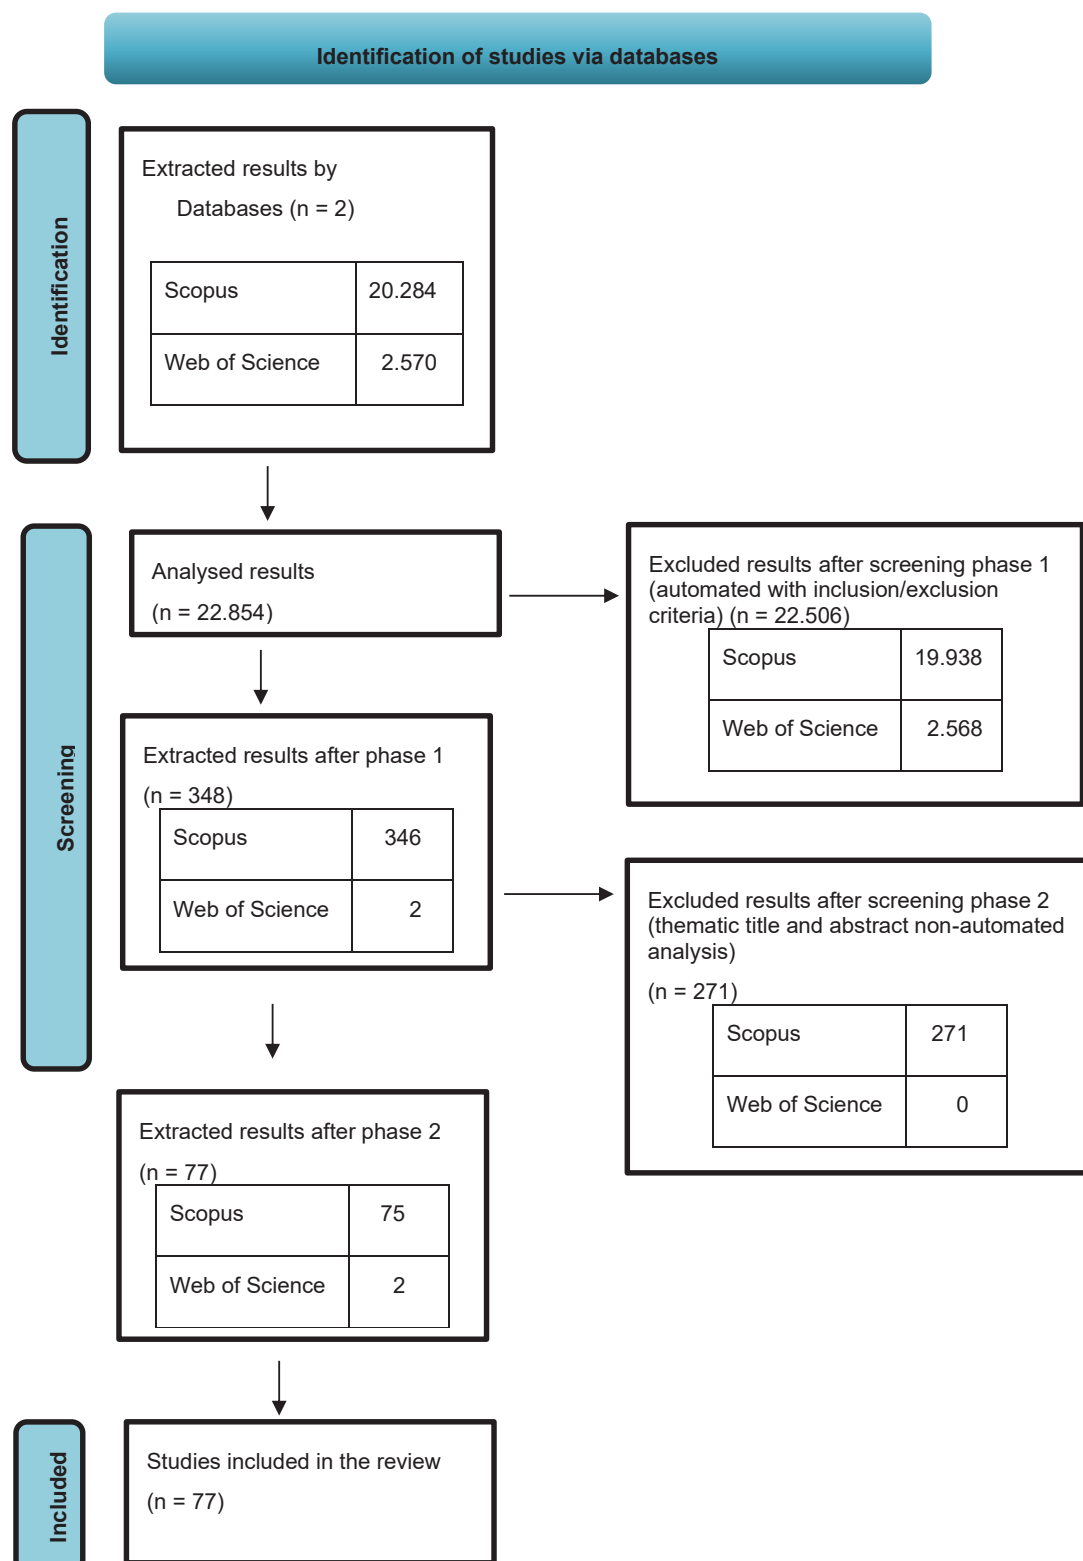 Identification of studies via databases
Identification
Extracted results by
Databases (n = 2)
Scopus 20.284
Web of Science 2.570
Screening
Analysed results
(n = 22.854)
Excluded results after screening phase 1
(automated with inclusion/exclusion
criteria) (n = 22.506)
Scopus 19.938
Web of Science 2.568
Extracted results after phase 1
(n = 348)
Scopus 346
Web of Science 2
Excluded results after screening phase 2
(thematic title and abstract non-automated
analysis)
(n = 271)
Scopus 271
Web of Science 0
Extracted results after phase 2
(n = 77)
Scopus 75
Web of Science 2
Included
Studies included in the review
(n = 77)